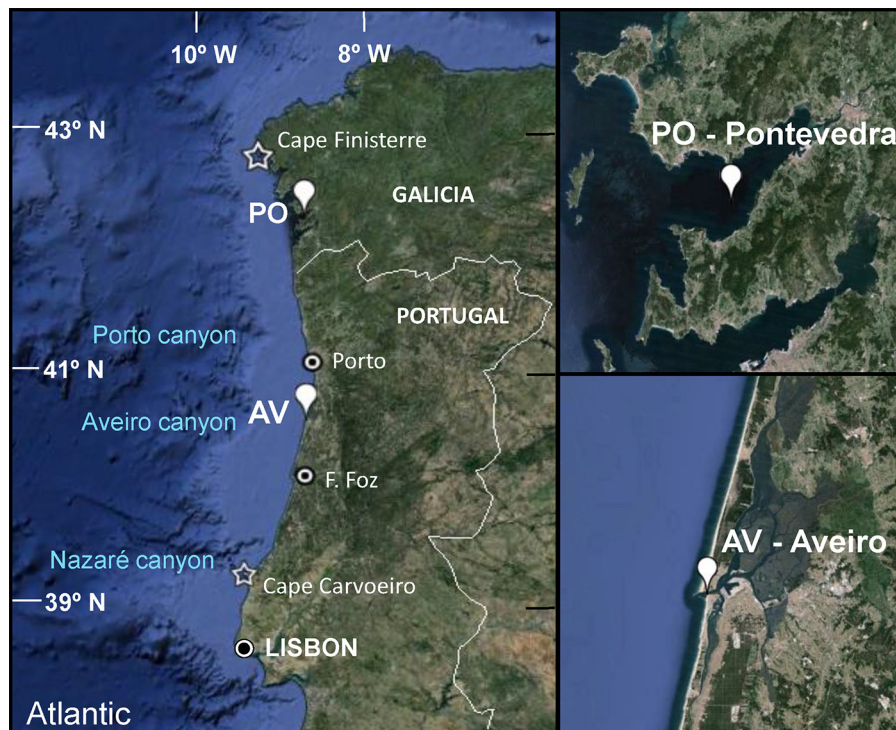 10º W
8º W
43º N
Cape Finisterre
PO
GALICIA
PORTUGAL
Porto canyon
Porto
41º N
AV
Aveiro canyon
F. Foz
Nazaré canyon
Cape Carvoeiro
39º N
LISBON
Atlantic
PO - Pontevedra
AV - Aveiro